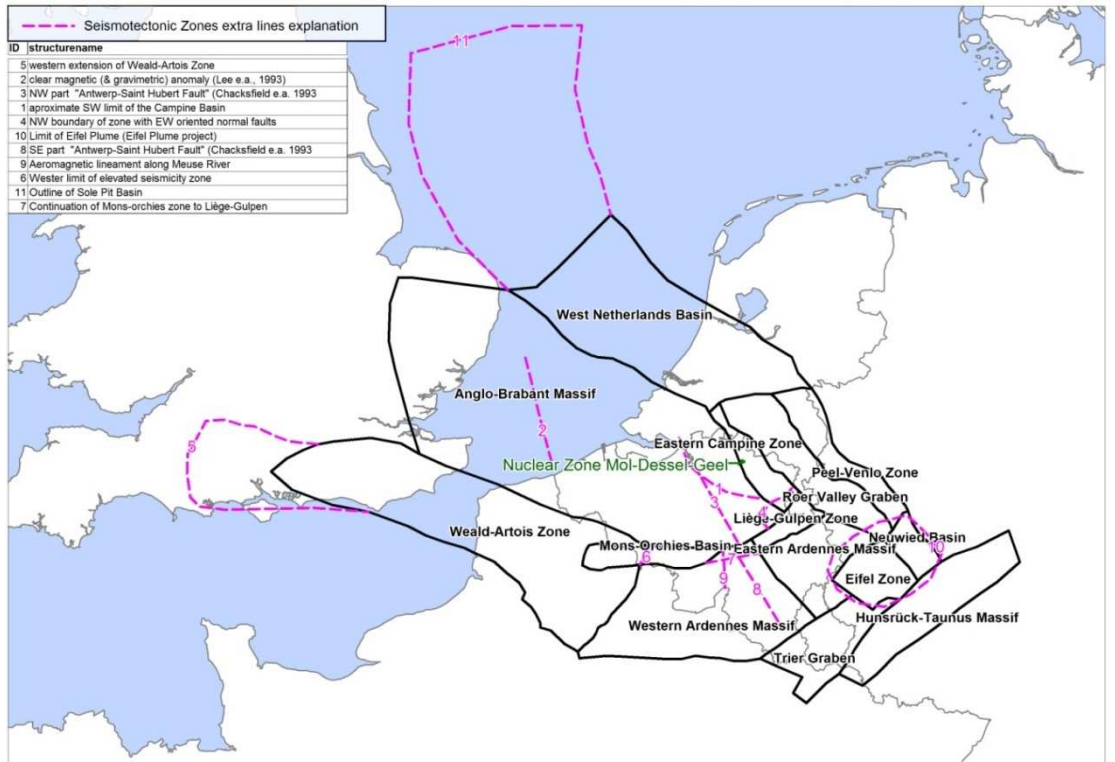 Seismotectonic Zones extra lines explanation
ID structurename
5 western extension of Weald-Artois Zone
2 clear magnetic (& gravimetric) anomaly (Lee e.a., 1993)
3 NW part "Antwerp-Saint Hubert Fault" (Chacksfield e.a. 1993
1 aproximate SW limit of the Campine Basin
4 NW boundary of zone with EW oriented normal faults
10 Limit of Eifel Plume (Eifel Plume project)
8 SE part "Antwerp-Saint Hubert Fault" (Chacksfield e.a. 1993
9 Aeromagnetic lineament along Meuse River
6 Wester limit of elevated seismicity zone
11 Outline of Sole Pit Basin
7 Continuation of Mons-orchies zone to Liège-Gulpen
11
West Netherlands Basin
Anglo-Brabant Massif
2
5
Eastern Campine Zone
Nuclear Zone Mol-Dessel-Geel
Peel-Venlo Zone
1
3
Roer Valley Graben
4
Liège-Gulpen Zone
Weald-Artois Zone
Neuwied Basin
10
Mons-Orchies-Basin
Eastern Ardennes Massif
6
7
9
8
Eifel Zone
Hunsrück-Taunus Massif
Western Ardennes Massif
Trier Graben